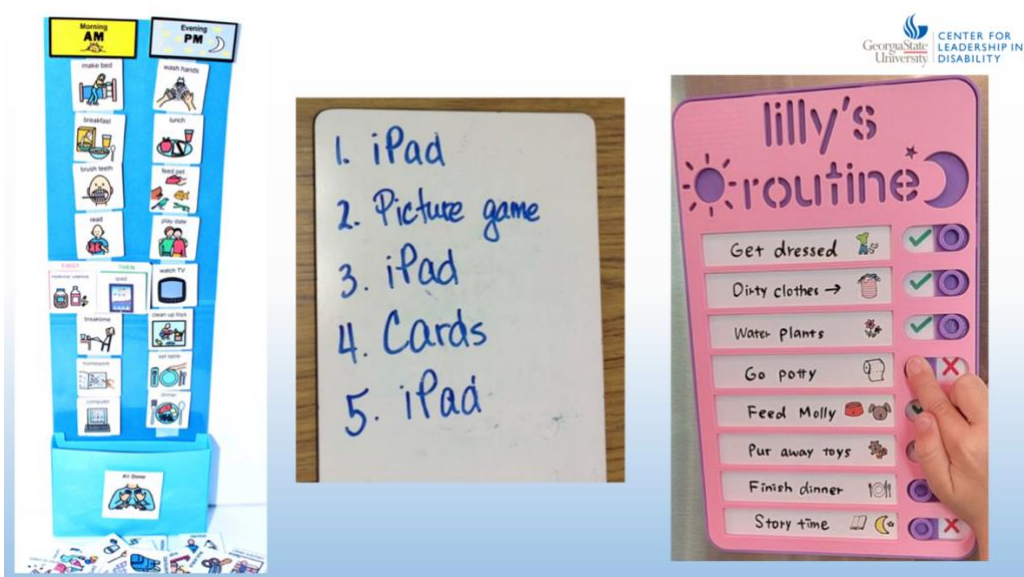 Morning
AM
make bed
breakfast
brush teeth
read
FIRST
THEN
breaktime
homework
computer
Evening
PM
wash hands
lunch
feed pet
play date
watch TV
clean up toys
set table
dinner
All Done
1. iPad
2. Picture game
3. iPad
4. Cards
5. iPad
GeorgiaState
University
CENTER FOR
LEADERSHIP IN
DISABILITY
lilly's
routine
Get dressed
Dirty clothes →
Water plants
Go potty
Feed Molly
Put away toys
Finish dinner
Story time